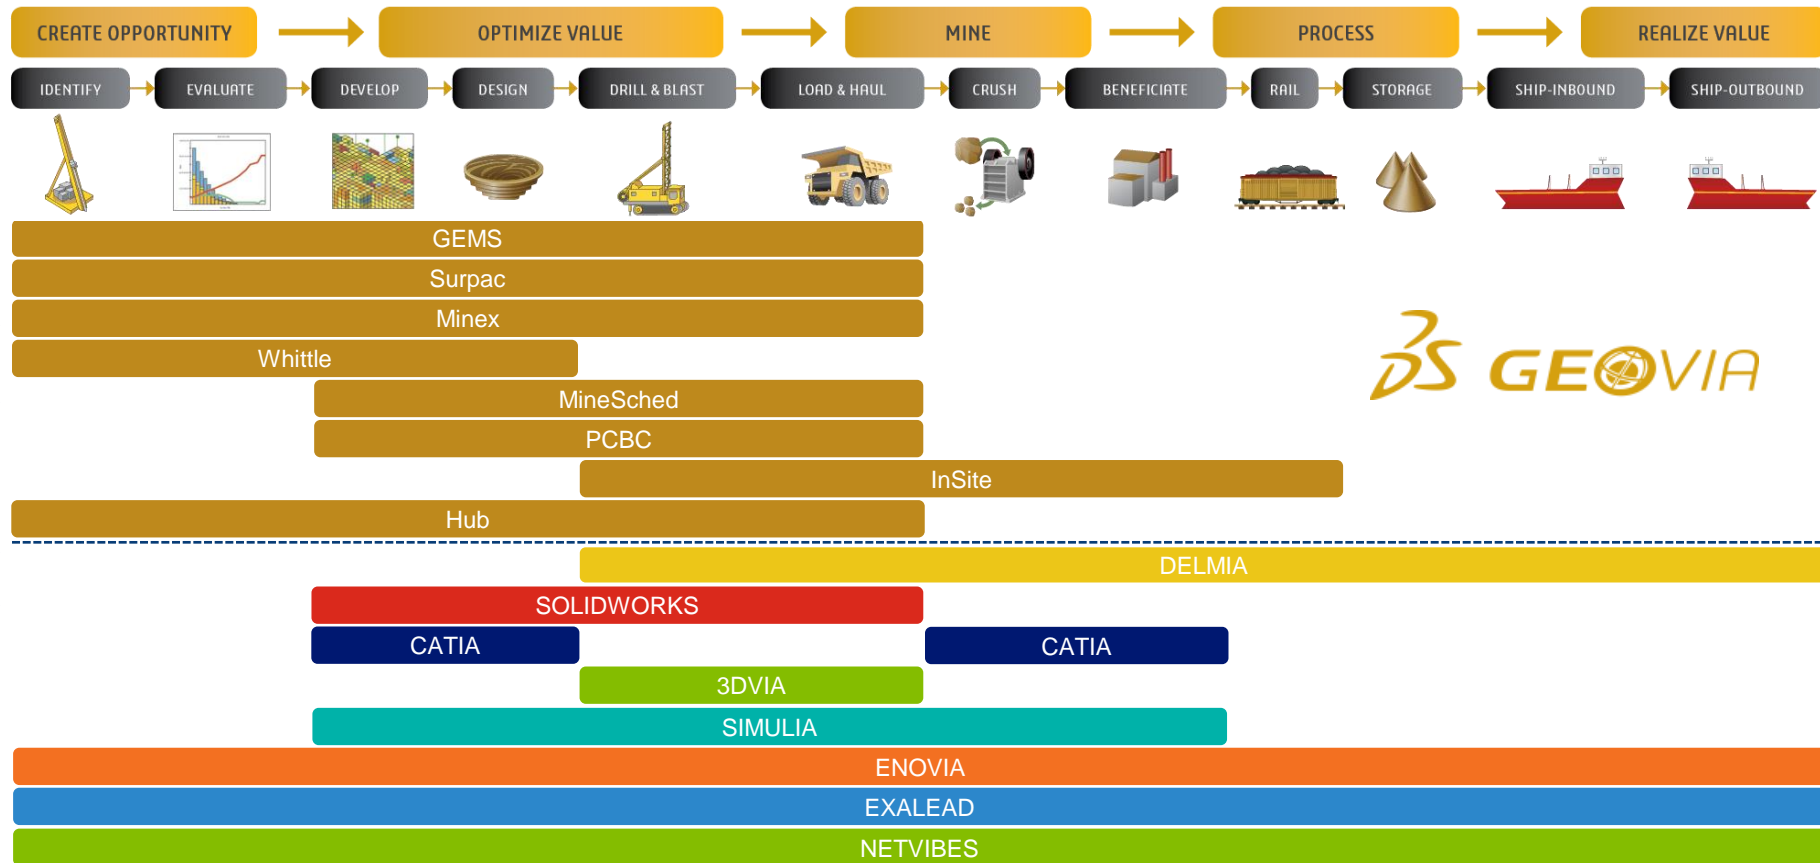 CREATE OPPORTUNITY OPTIMIZE VALUE MINE PROCESS REALIZE VALUE
IDENTIFY EVALUATE DEVELOP DESIGN DRILL & BLAST LOAD & HAUL CRUSH BENEFICIATE RAIL STORAGE SHIP-INBOUND SHIP-OUTBOUND
GEMS
Surpac
Minex
Whittle
MineSched
PCBC
InSite
Hub
3DS GEOVIA
DELMIA
SOLIDWORKS
CATIA CATIA
3DVIA
SIMULIA
ENOVIA
EXALEAD
NETVIBES